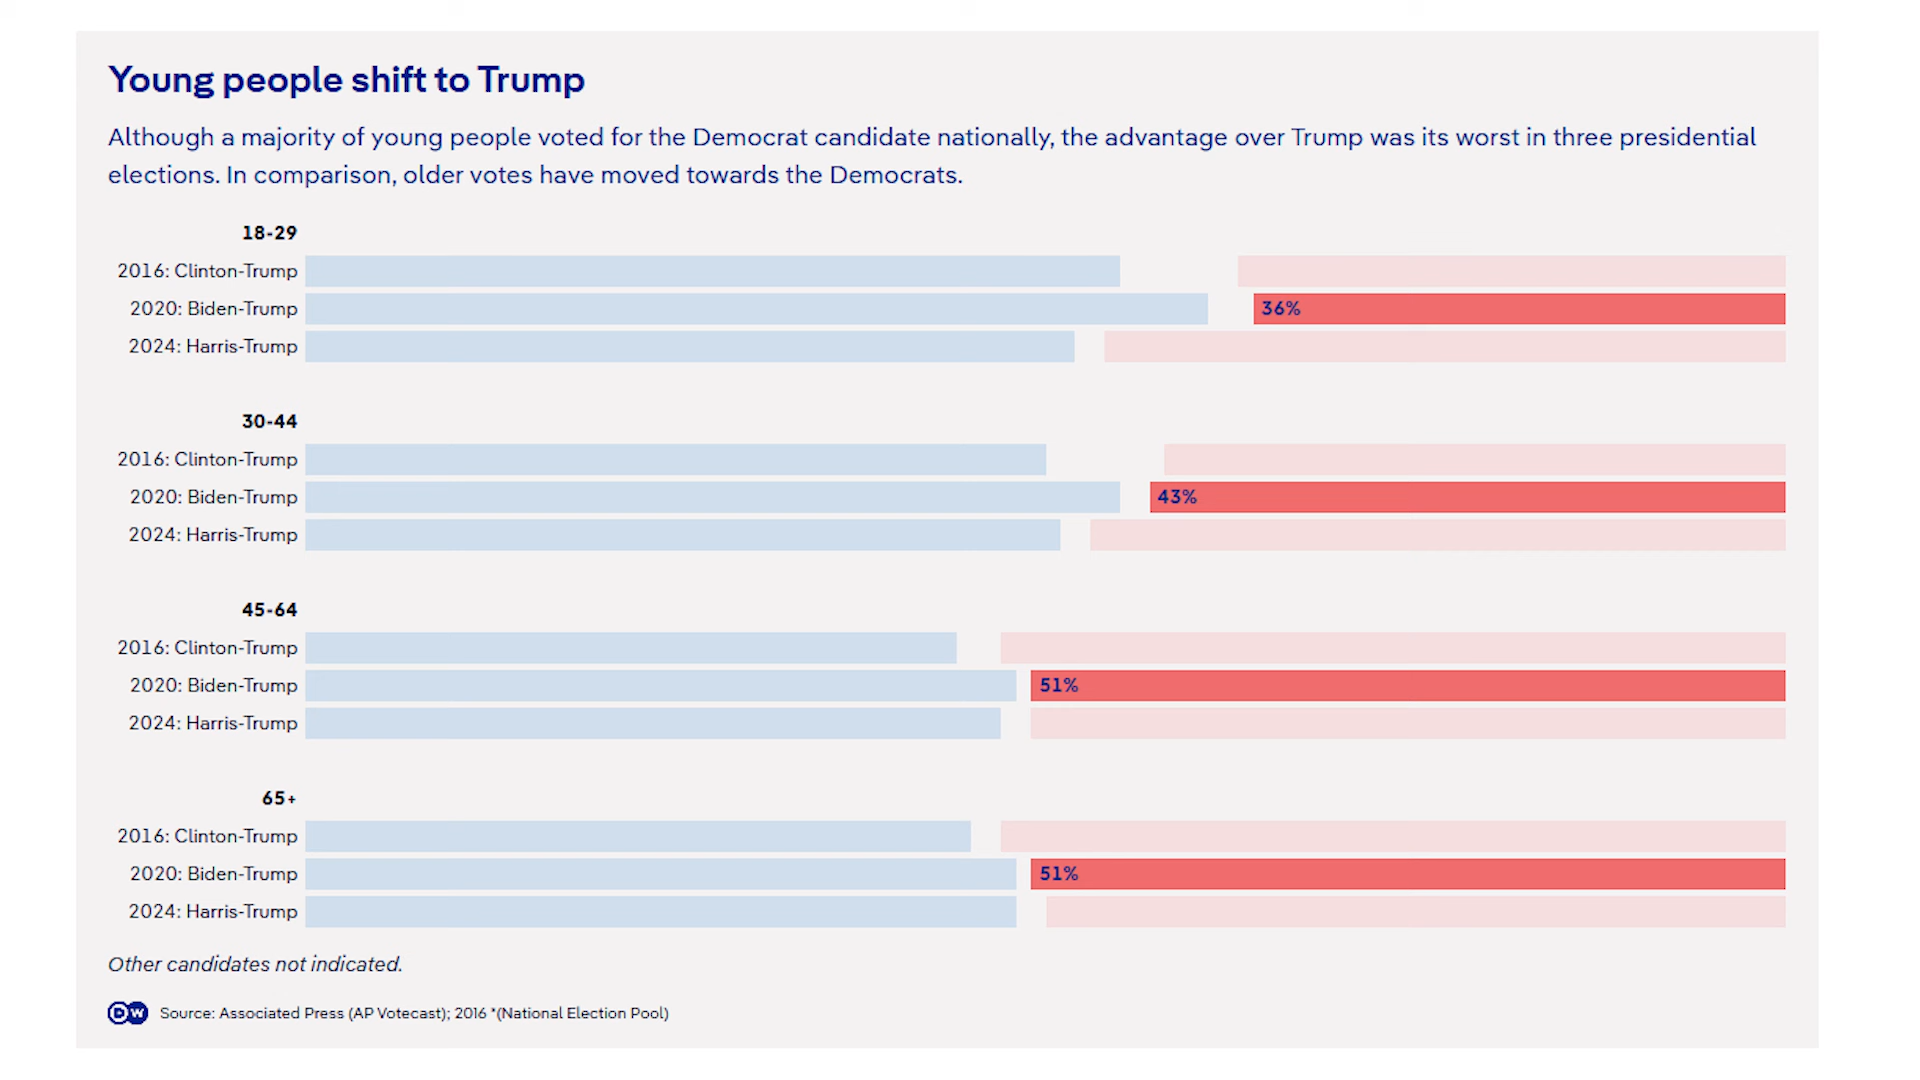 Young people shift to Trump
Although a majority of young people voted for the Democrat candidate nationally, the advantage over Trump was its worst in three presidential
elections. In comparison, older votes have moved towards the Democrats.
18-29
2016: Clinton-Trump
2020: Biden-Trump 36%
2024: Harris-Trump
30-44
2016: Clinton-Trump
2020: Biden-Trump 43%
2024: Harris-Trump
45-64
2016: Clinton-Trump
2020: Biden-Trump 51%
2024: Harris-Trump
65+
2016: Clinton-Trump
2020: Biden-Trump 51%
2024: Harris-Trump
Other candidates not indicated.
DW Source: Associated Press (AP Votecast); 2016 *(National Election Pool)